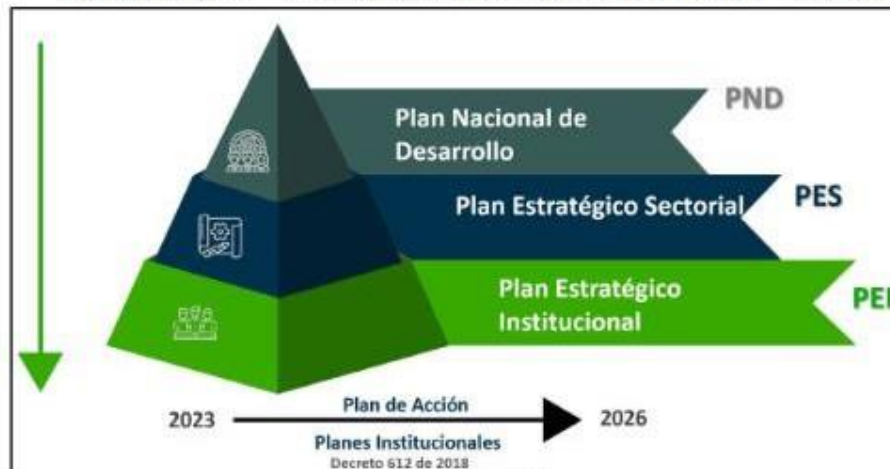 Plan Nacional de
Desarrollo
PND
Plan Estratégico Sectorial
PES
Plan Estratégico
Institucional
PEI
2023
Plan de Acción
2026
Planes Institucionales
Decreto 612 de 2018